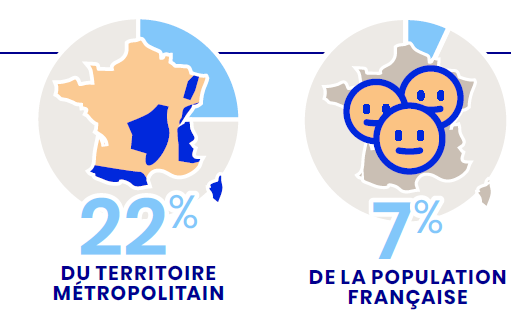 22%
DU TERRITOIRE
MÉTROPOLITAIN
7%
DE LA POPULATION
FRANÇAISE